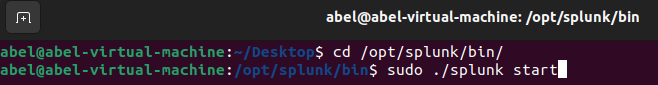 abel@abel-virtual-machine: /opt/splunk/bin
abel@abel-virtual-machine:~/Desktop$ cd /opt/splunk/bin/
abel@abel-virtual-machine:/opt/splunk/bin$ sudo ./splunk start